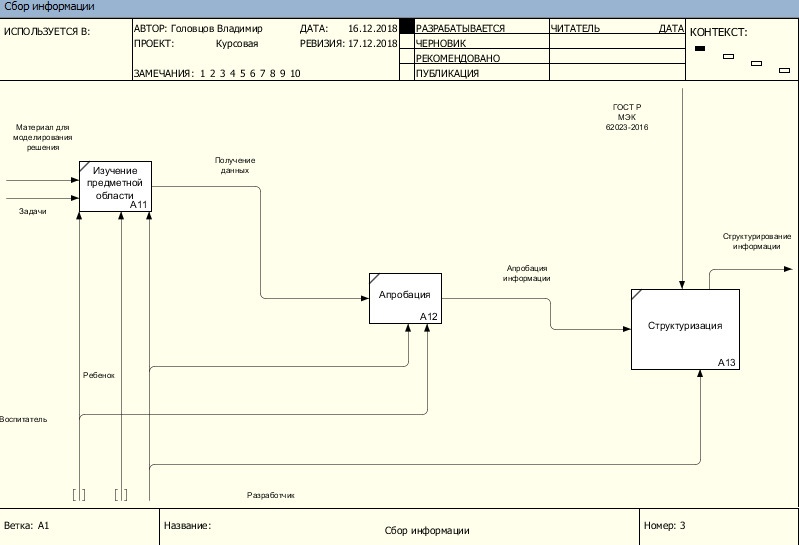 Сбор информации
ИСПОЛЬЗУЕТСЯ В:
АВТОР: Головцов Владимир
ДАТА: 16.12.2018
ПРОЕКТ: Курсовая
РЕВИЗИЯ: 17.12.2018
ЗАМЕЧАНИЯ: 1 2 3 4 5 6 7 8 9 10
РАЗРАБАТЫВАЕТСЯ
ЧЕРНОВИК
РЕКОМЕНДОВАНО
ПУБЛИКАЦИЯ
ЧИТАТЕЛЬ
ДАТА
КОНТЕКСТ:
ГОСТ Р
МЭК
62023-2016
Материал для
моделирования
решения
Задачи
Изучение
предметной
области
A11
Получение
данных
Структурирование
информации
Апробация
информации
Апробация
A12
Структуризация
A13
Ребенок
Воспитатель
Разработчик
Ветка: A1
Название:
Сбор информации
Номер: 3